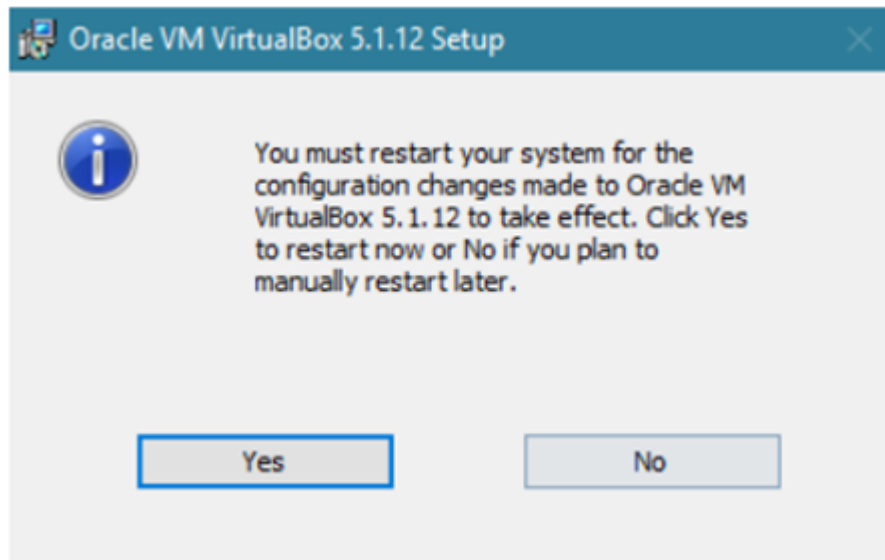 Oracle VM VirtualBox 5.1.12 Setup
You must restart your system for the
configuration changes made to Oracle VM
VirtualBox 5.1.12 to take effect. Click Yes
to restart now or No if you plan to
manually restart later.
Yes
No